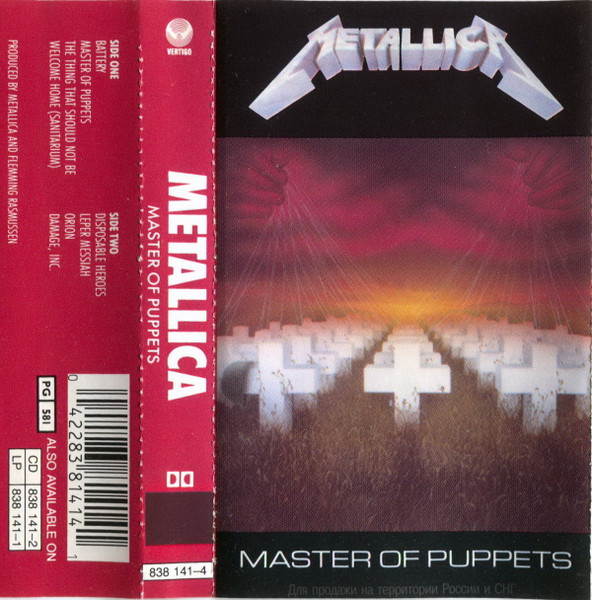 SIDE ONE
BATTERY
MASTER OF PUPPETS
THE THING THAT SHOULD NOT BE
WELCOME HOME (SANITARIUM)
SIDE TWO
DISPOSABLE HEROES
LEPER MESSIAH
ORION
DAMAGE, INC.
PRODUCED BY METALLICA AND FLEMMING RASMUSSEN
PG 581
ALSO AVAILABLE ON
CD 838 141-2
LP 838 141-1
0 42283 81414 1
VERTIGO
METALLICA
MASTER OF PUPPETS
838 141-4
METALLICA
MASTER OF PUPPETS
Для продажи на территории России и СНГ